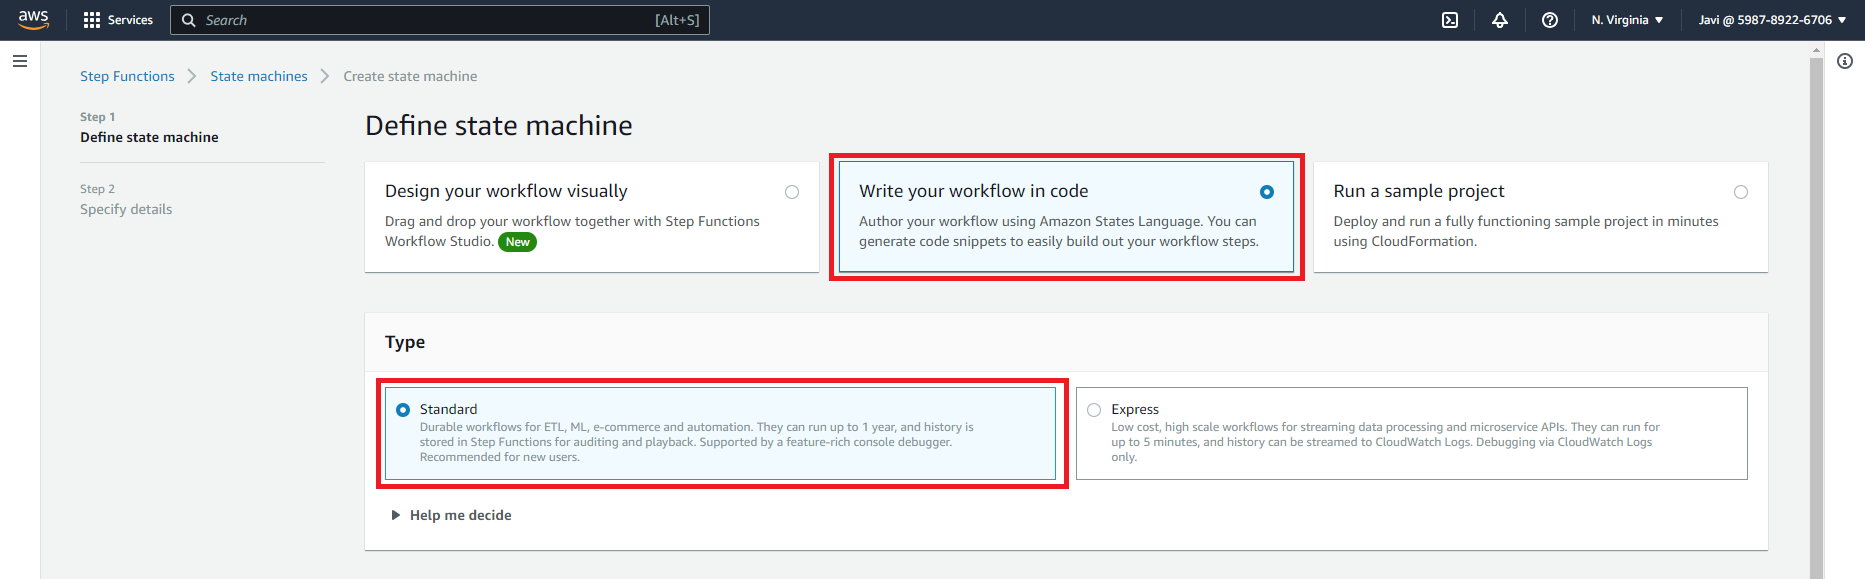 aws
Services
Search
[Alt+S]
N. Virginia
Javi @ 5987-8922-6706
Step Functions
State machines
Create state machine
Step 1
Define state machine
Step 2
Specify details
Define state machine
Design your workflow visually
Drag and drop your workflow together with Step Functions
Workflow Studio. New
Write your workflow in code
Author your workflow using Amazon States Language. You can
generate code snippets to easily build out your workflow steps.
Run a sample project
Deploy and run a fully functioning sample project in minutes
using CloudFormation.
Type
Standard
Durable workflows for ETL, ML, e-commerce and automation. They can run up to 1 year, and history is
stored in Step Functions for auditing and playback. Supported by a feature-rich console debugger.
Recommended for new users.
Express
Low cost, high scale workflows for streaming data processing and microservice APIs. They can run for
up to 5 minutes, and history can be streamed to CloudWatch Logs. Debugging via CloudWatch Logs
only.
Help me decide